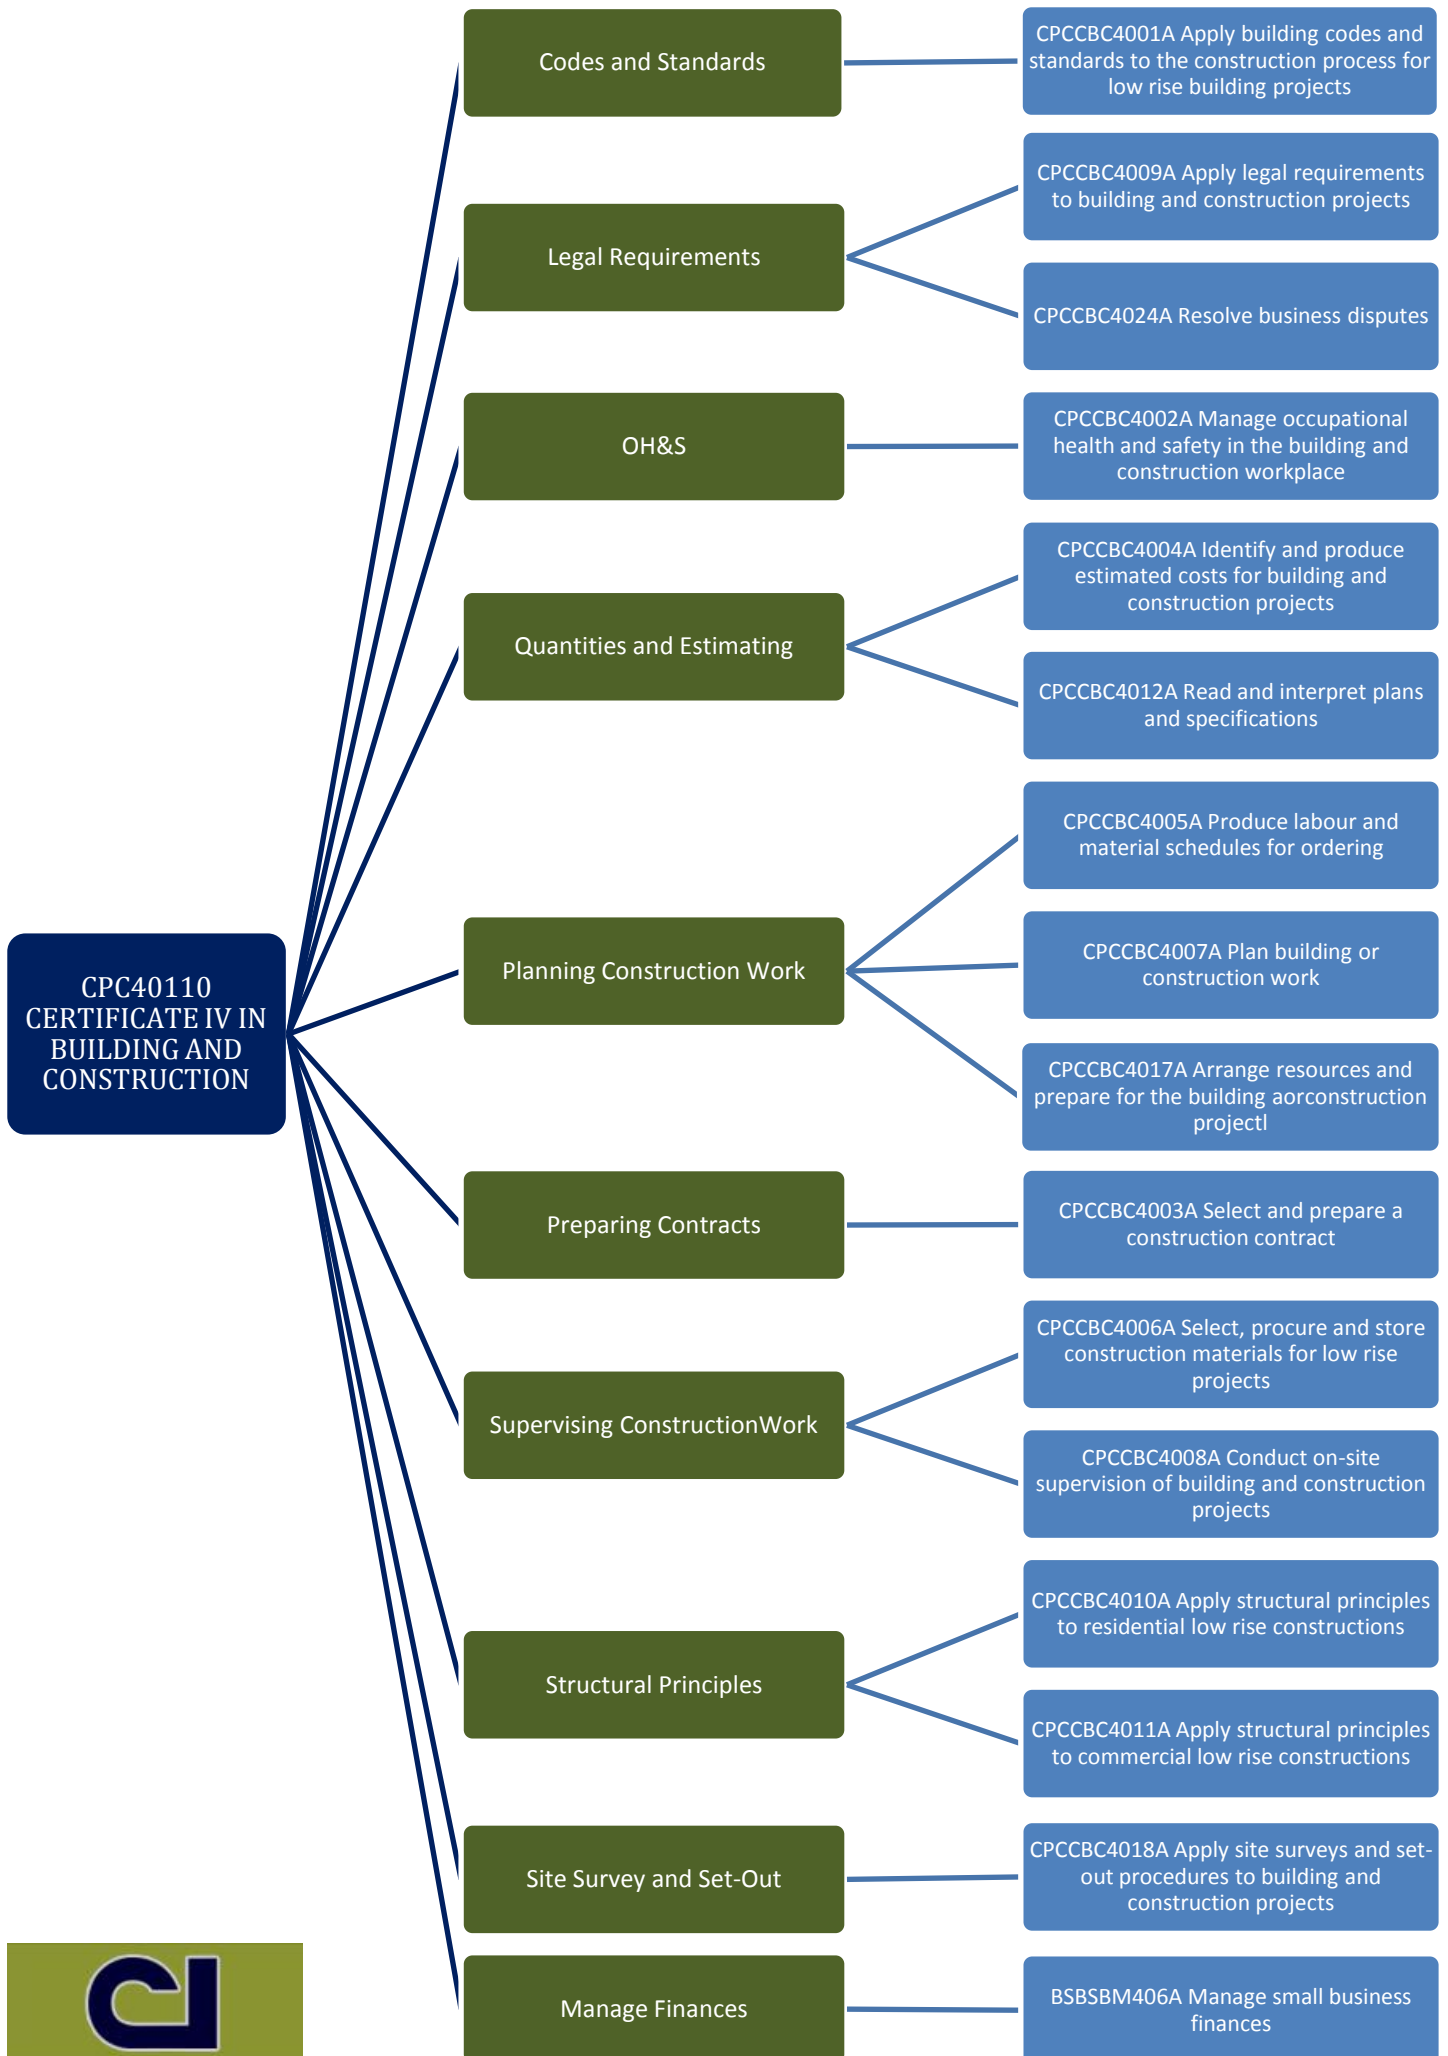 Codes and Standards
CPCCBC4001A Apply building codes and
standards to the construction process for
low rise building projects
Legal Requirements
CPCCBC4009A Apply legal requirements
to building and construction projects
CPCCBC4024A Resolve business disputes
OH&S
CPCCBC4002A Manage occupational
health and safety in the building and
construction workplace
Quantities and Estimating
CPCCBC4004A Identify and produce
estimated costs for building and
construction projects
CPCCBC4012A Read and interpret plans
and specifications
CPC40110
CERTIFICATE IV IN
BUILDING AND
CONSTRUCTION
Planning Construction Work
CPCCBC4005A Produce labour and
material schedules for ordering
CPCCBC4007A Plan building or
construction work
CPCCBC4017A Arrange resources and
prepare for the building aorconstruction
projectl
Preparing Contracts
CPCCBC4003A Select and prepare a
construction contract
Supervising ConstructionWork
CPCCBC4006A Select, procure and store
construction materials for low rise
projects
CPCCBC4008A Conduct on-site
supervision of building and construction
projects
Structural Principles
CPCCBC4010A Apply structural principles
to residential low rise constructions
CPCCBC4011A Apply structural principles
to commercial low rise constructions
Site Survey and Set-Out
CPCCBC4018A Apply site surveys and set-
out procedures to building and
construction projects
Manage Finances
BSBSBM406A Manage small business
finances
CI